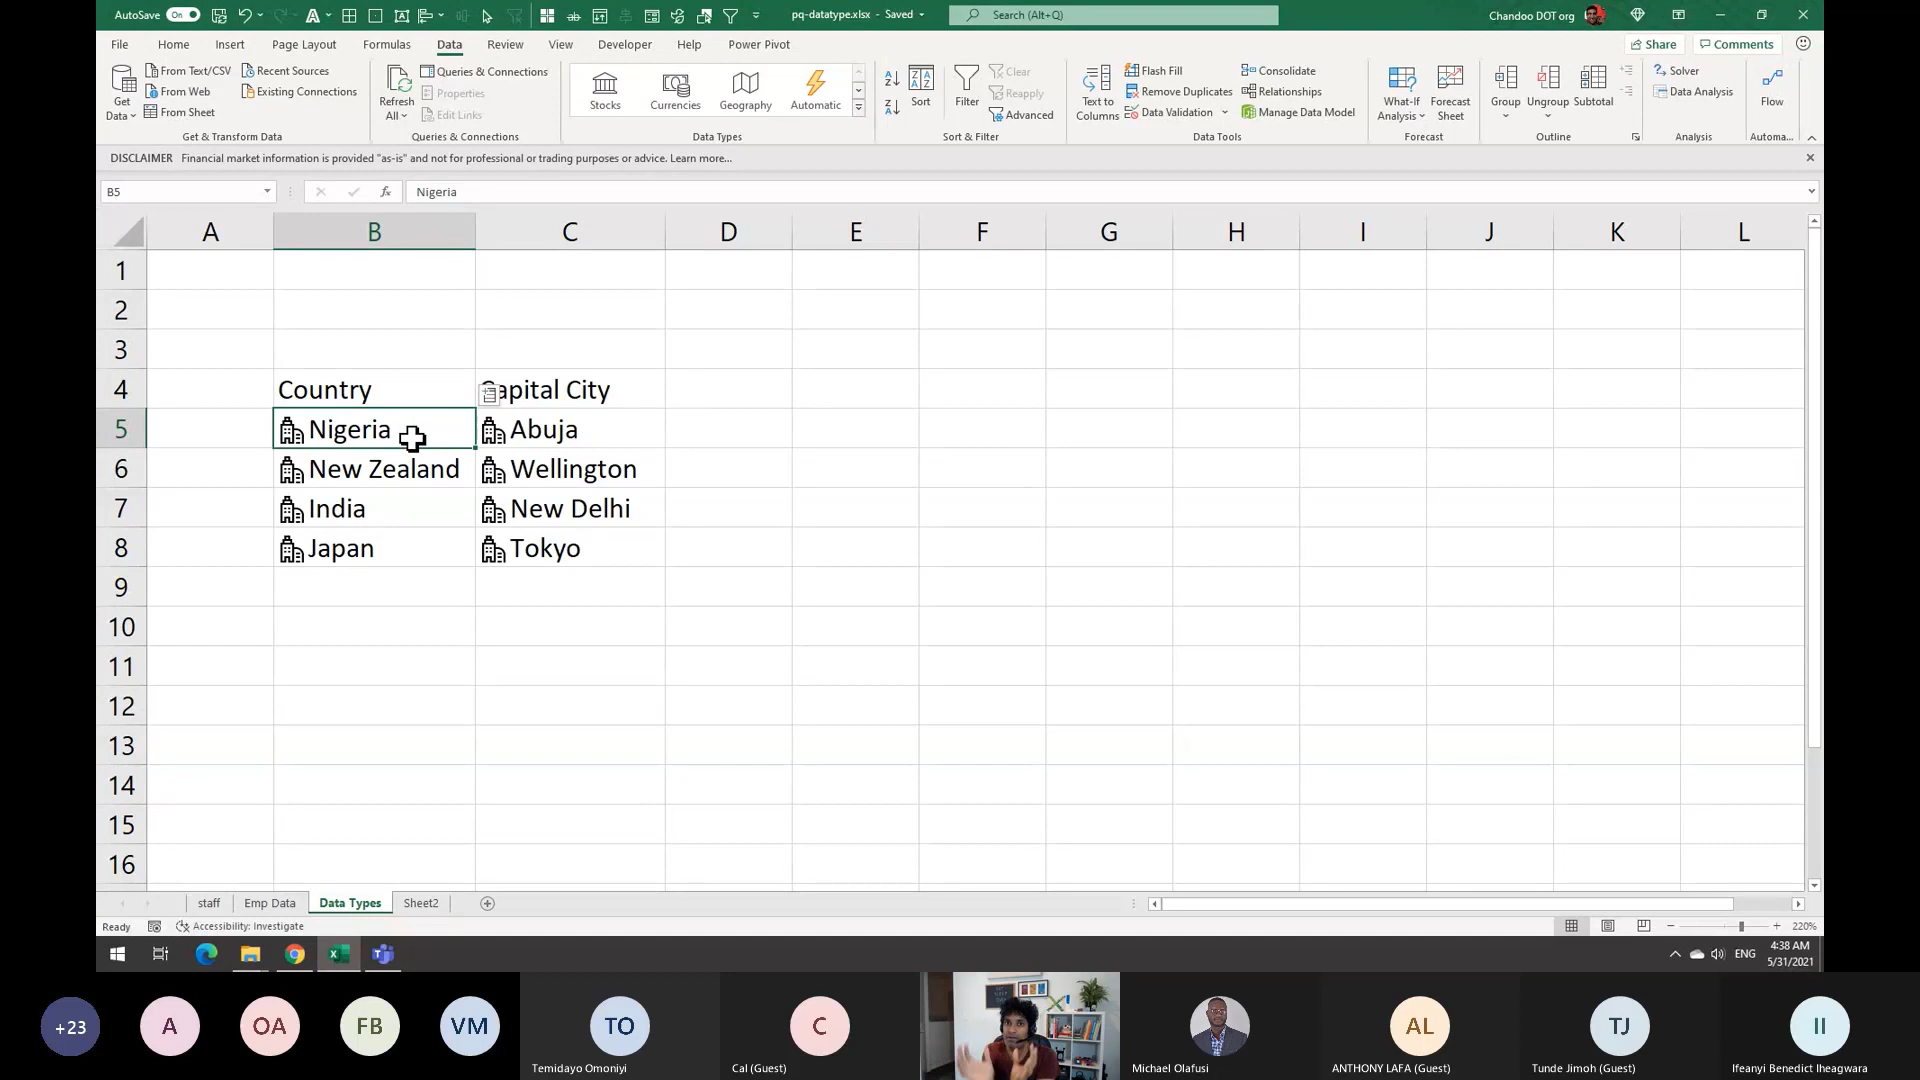 AutoSave On pq-datatype.xlsx - Saved Search (Alt+Q) Chandoo DOT org
File Home Insert Page Layout Formulas Data Review View Developer Help Power Pivot Share Comments
Get Data
From Text/CSV
From Web
From Sheet
Recent Sources
Existing Connections
Get & Transform Data
Refresh All
Queries & Connections
Properties
Edit Links
Queries & Connections
Stocks
Currencies
Geography
Automatic
Data Types
Sort
Filter
Clear
Reapply
Advanced
Sort & Filter
Text to Columns
Flash Fill
Remove Duplicates
Data Validation
Consolidate
Relationships
Manage Data Model
Data Tools
What-If Analysis
Forecast Sheet
Forecast
Group
Ungroup
Subtotal
Outline
Solver
Data Analysis
Analysis
Flow
Automa...
DISCLAIMER Financial market information is provided "as-is" and not for professional or trading purposes or advice. Learn more...
B5 fx Nigeria
A B C D E F G H I J K L
1
2
3
4 Country Capital City
5 Nigeria Abuja
6 New Zealand Wellington
7 India New Delhi
8 Japan Tokyo
9
10
11
12
13
14
15
16
staff Emp Data Data Types Sheet2
Ready Accessibility: Investigate 220%
ENG 4:38 AM
5/31/2021
+23 A OA FB VM TO C AL TJ II
Temidayo Omoniyi Cal (Guest) Michael Olafusi ANTHONY LAFA (Guest) Tunde Jimoh (Guest) Ifeanyi Benedict Iheagwara